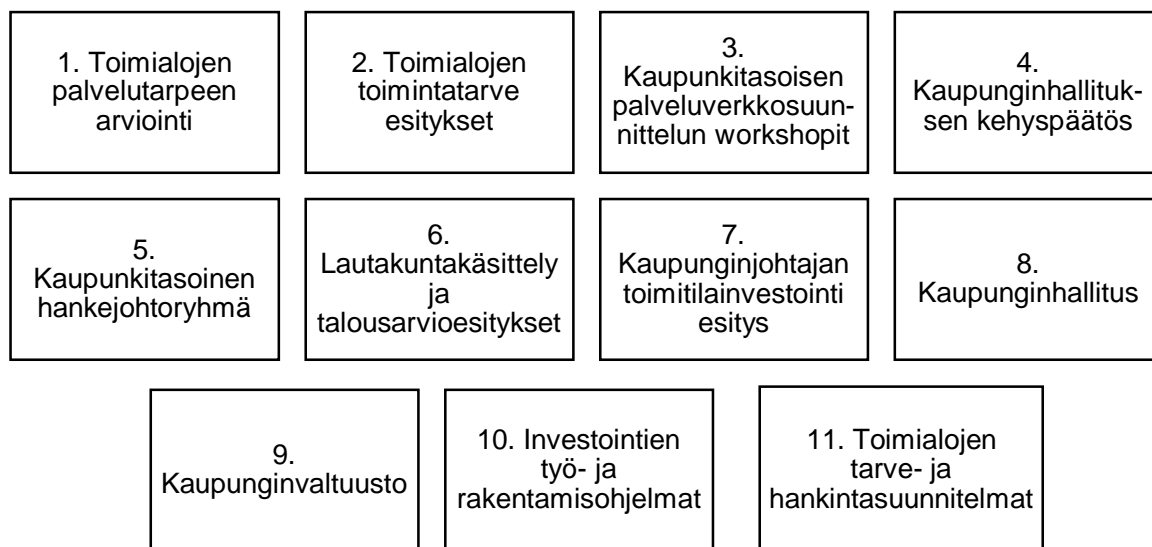 1. Toimialojen
palvelutarpeen
arviointi
2. Toimialojen
toimintatarve
esitykset
3.
Kaupunkitasoisen
palveluverkkosuun-
nittelun workshopit
4.
Kaupunginhallituk-
sen kehyspäätös
5.
Kaupunkitasoinen
hankejohtoryhmä
6.
Lautakuntakäsittely
ja
talousarvioesitykset
7.
Kaupunginjohtajan
toimitilainvestointi
esitys
8.
Kaupunginhallitus
9.
Kaupunginvaltuusto
10. Investointien
työ- ja
rakentamisohjelmat
11. Toimialojen
tarve- ja
hankintasuunnitelmat